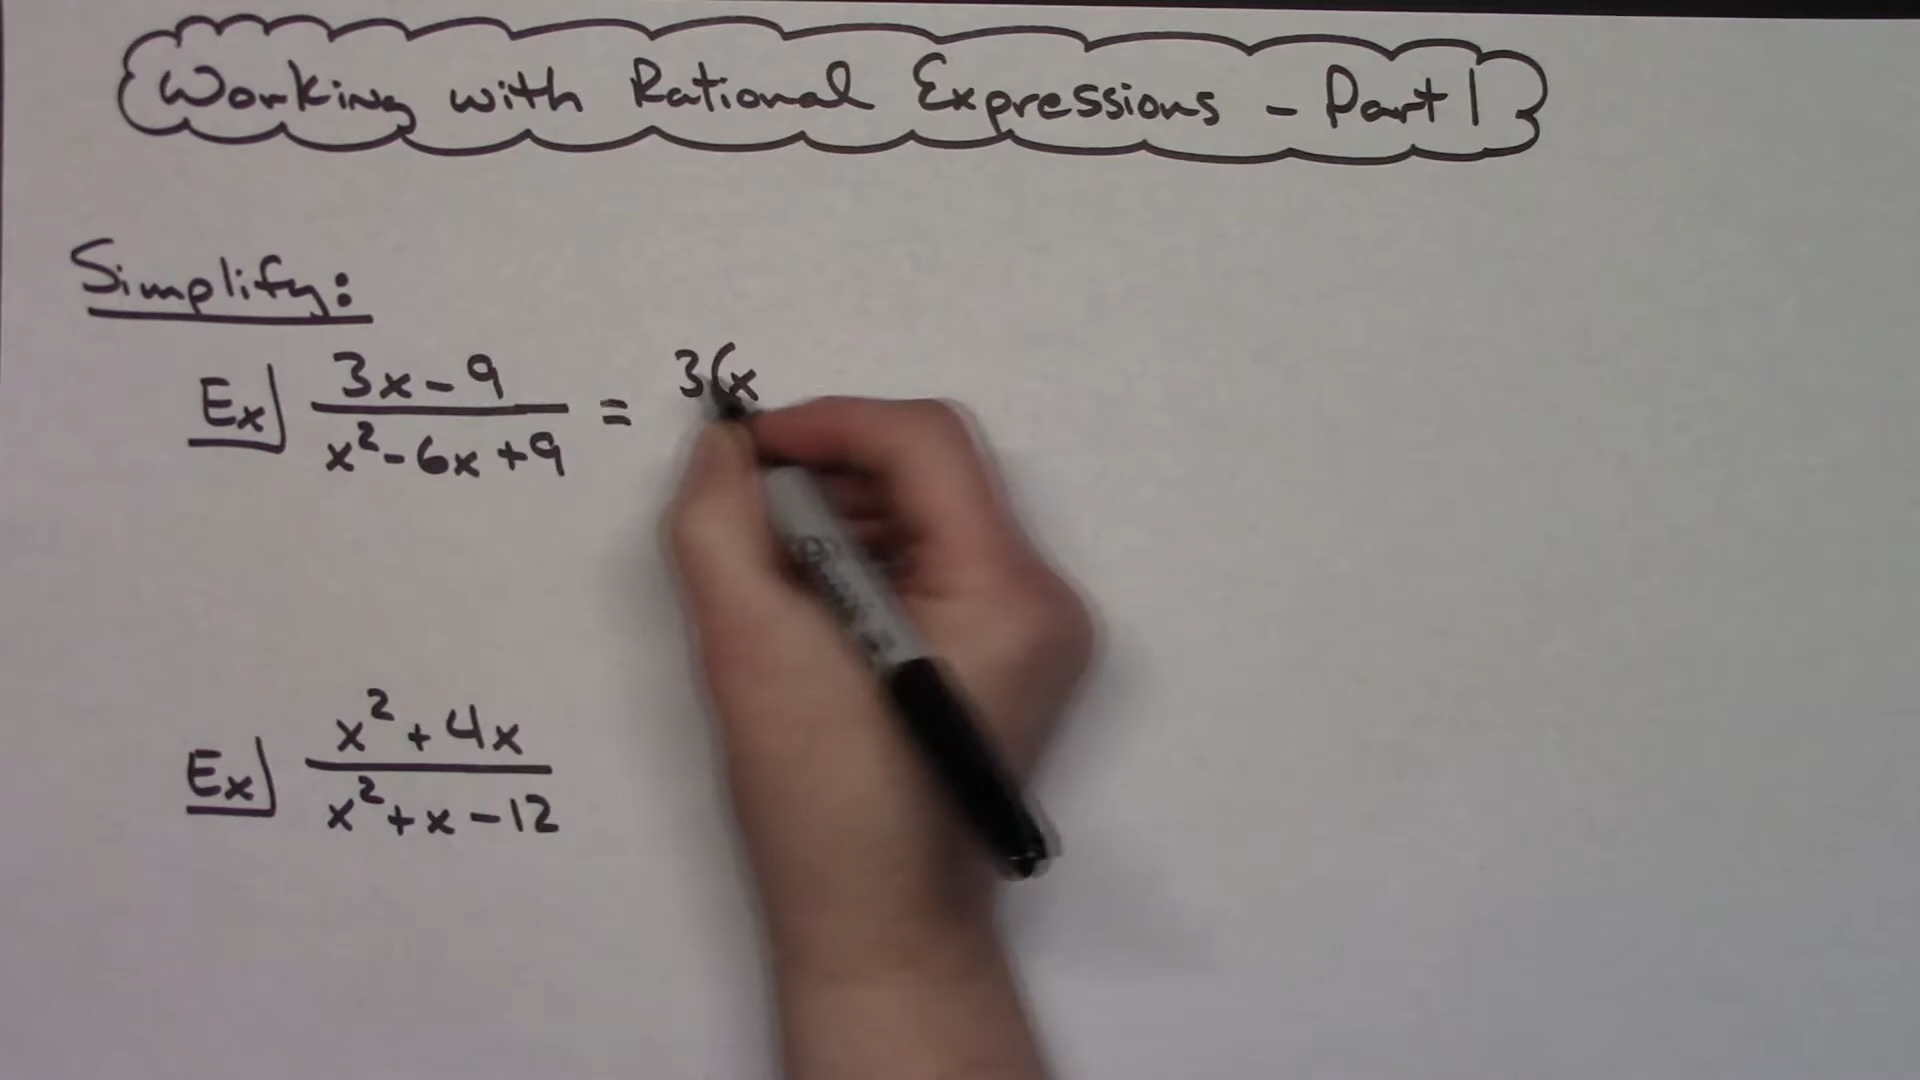 Working with Rational Expressions - Part 1
Simplify:
Ex] 3x - 9 / x² - 6x + 9 = 3(x
Ex] x² + 4x / x² + x - 12